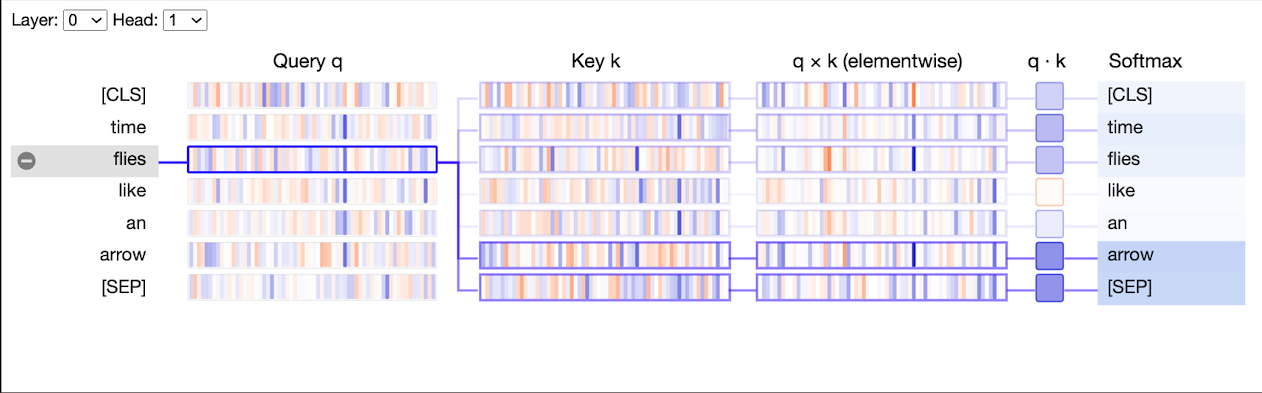 Layer: 0 Head: 1
Query q Key k q × k (elementwise) q · k Softmax
[CLS] [CLS]
time time
flies flies
like like
an an
arrow arrow
[SEP] [SEP]